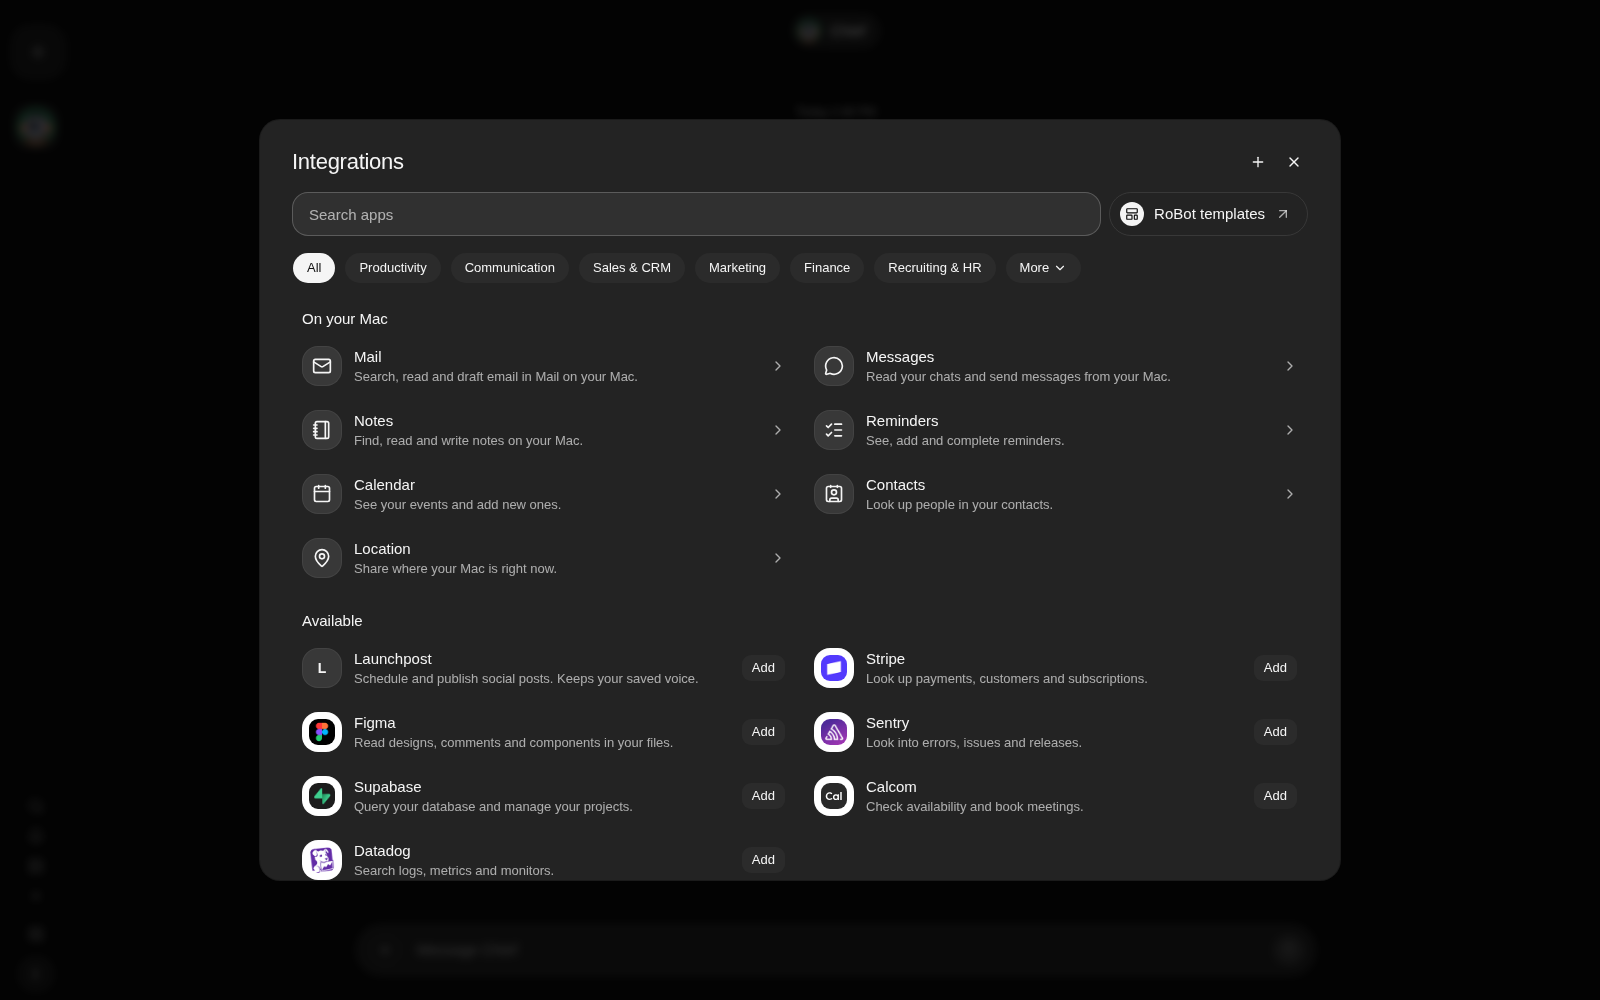 Integrations
Search apps
RoBot templates
All
Productivity
Communication
Sales & CRM
Marketing
Finance
Recruiting & HR
More
On your Mac
Mail
Search, read and draft email in Mail on your Mac.
Messages
Read your chats and send messages from your Mac.
Notes
Find, read and write notes on your Mac.
Reminders
See, add and complete reminders.
Calendar
See your events and add new ones.
Contacts
Look up people in your contacts.
Location
Share where your Mac is right now.
Available
L
Launchpost
Schedule and publish social posts. Keeps your saved voice.
Add
Stripe
Look up payments, customers and subscriptions.
Add
Figma
Read designs, comments and components in your files.
Add
Sentry
Look into errors, issues and releases.
Add
Supabase
Query your database and manage your projects.
Add
Cal
Calcom
Check availability and book meetings.
Add
Datadog
Search logs, metrics and monitors.
Add